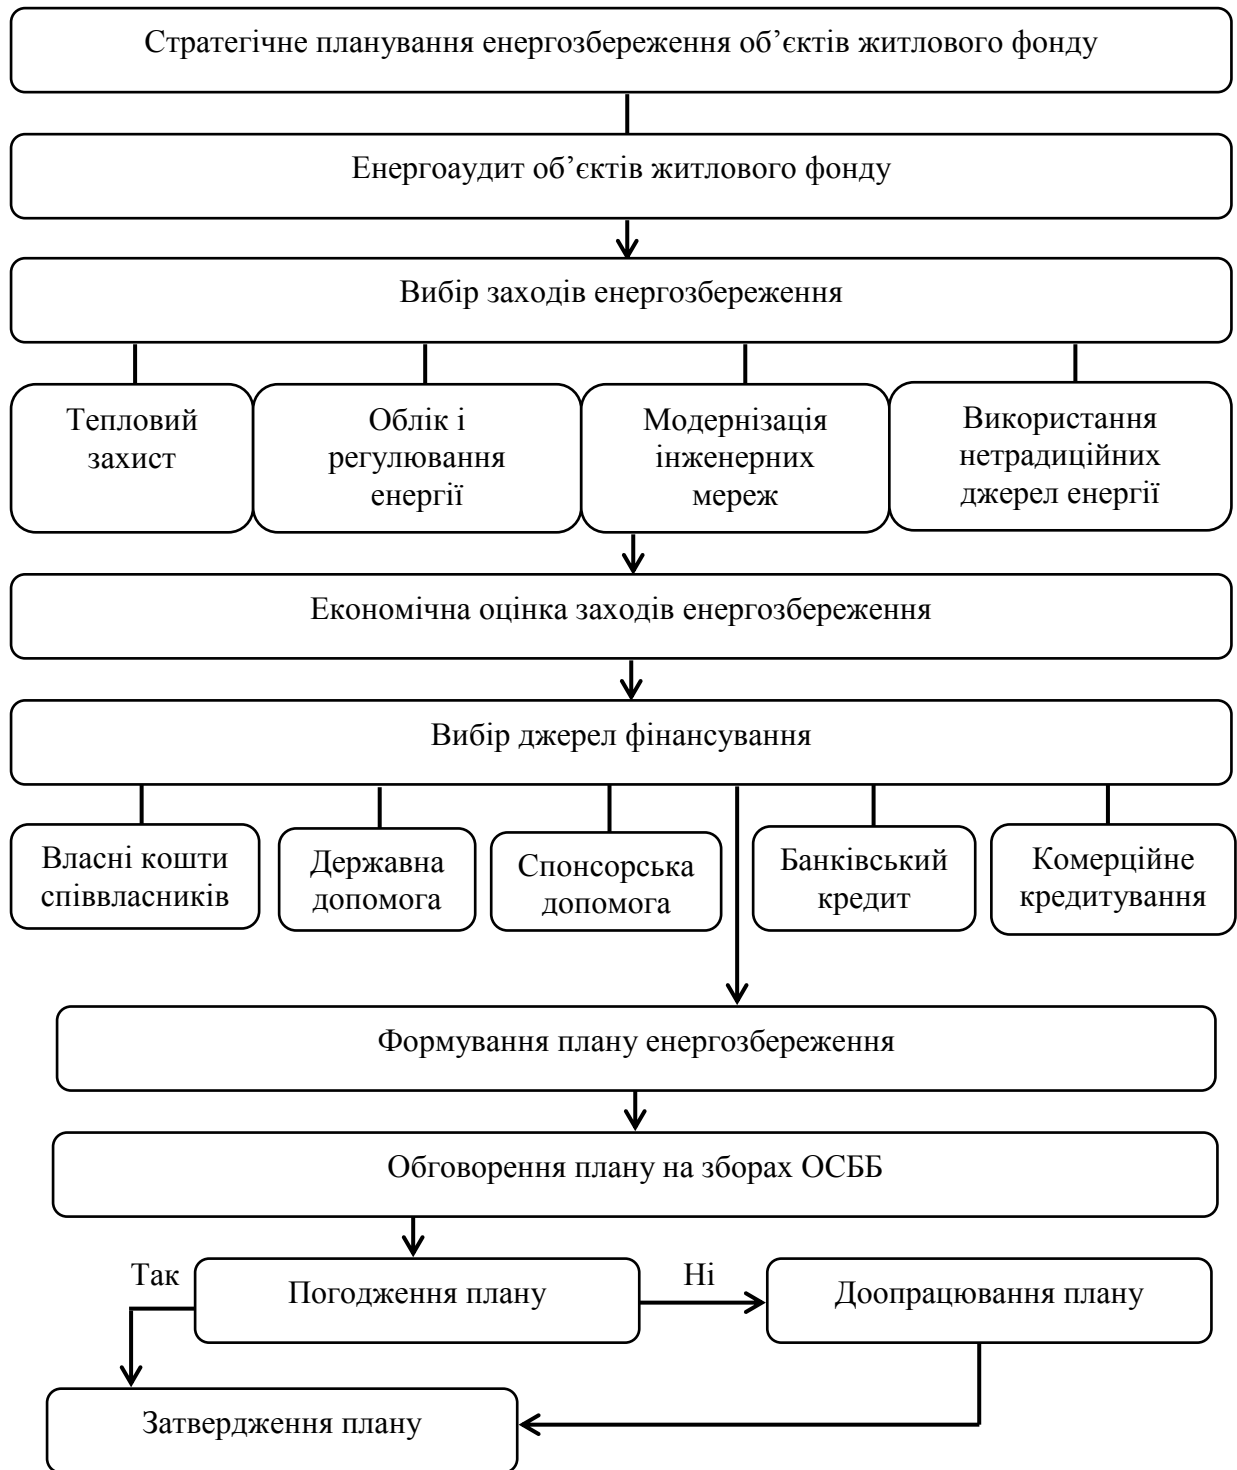 Стратегічне планування енергозбереження об’єктів житлового фонду
Енергоаудит об’єктів житлового фонду
Вибір заходів енергозбереження
Тепловий
захист
Облік і
регулювання
енергії
Модернізація
інженерних
мереж
Використання
нетрадиційних
джерел енергії
Економічна оцінка заходів енергозбереження
Вибір джерел фінансування
Власні кошти
співвласників
Державна
допомога
Спонсорська
допомога
Банківський
кредит
Комерційне
кредитування
Формування плану енергозбереження
Обговорення плану на зборах ОСББ
Так
Погодження плану
Ні
Доопрацювання плану
Затвердження плану